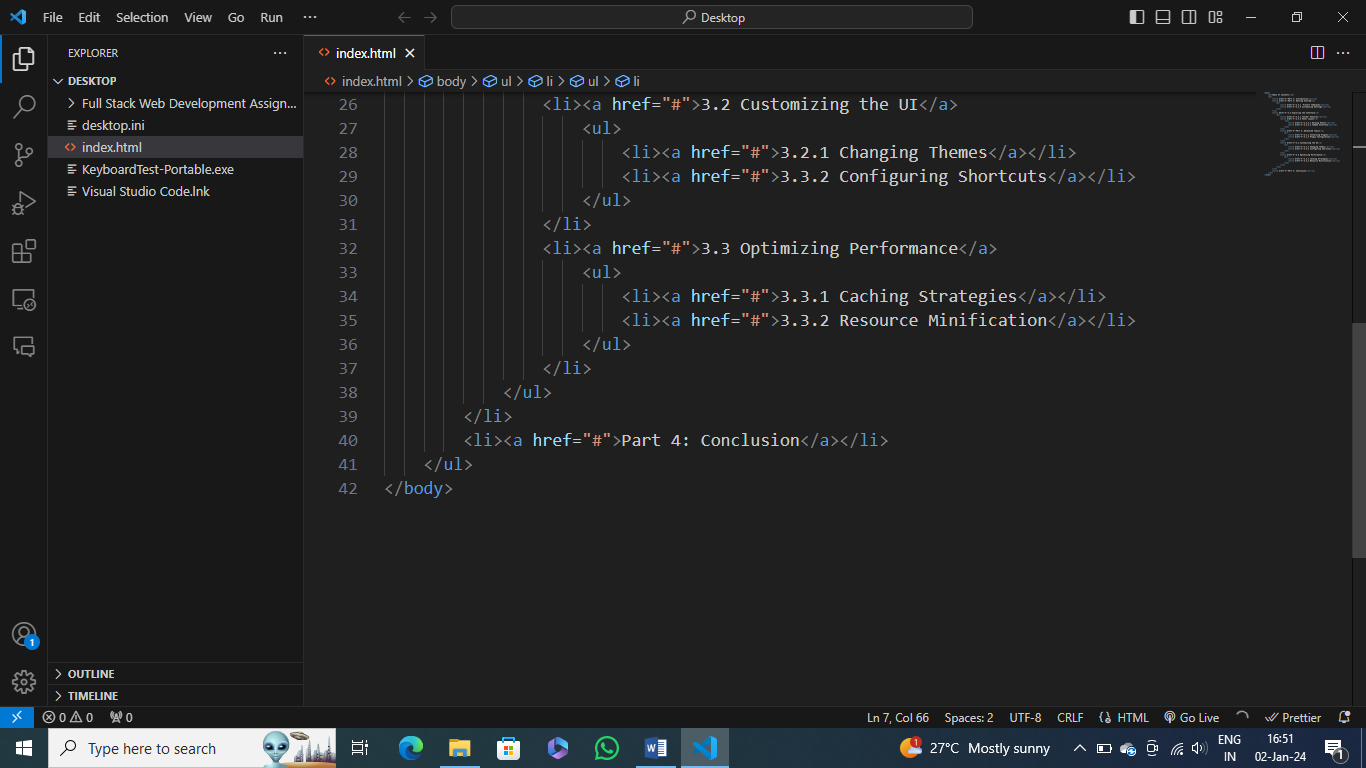 File Edit Selection View Go Run ···
Desktop
EXPLORER ···
index.html
DESKTOP
index.html > body > ul > li > ul > li
Full Stack Web Development Assign...
desktop.ini
index.html
KeyboardTest-Portable.exe
Visual Studio Code.lnk
26 <li><a href="#">3.2 Customizing the UI</a>
27 <ul>
28 <li><a href="#">3.2.1 Changing Themes</a></li>
29 <li><a href="#">3.3.2 Configuring Shortcuts</a></li>
30 </ul>
31 </li>
32 <li><a href="#">3.3 Optimizing Performance</a>
33 <ul>
34 <li><a href="#">3.3.1 Caching Strategies</a></li>
35 <li><a href="#">3.3.2 Resource Minification</a></li>
36 </ul>
37 </li>
38 </ul>
39 </li>
40 <li><a href="#">Part 4: Conclusion</a></li>
41 </ul>
42 </body>
1
OUTLINE
TIMELINE
0 0 0 Ln 7, Col 66 Spaces: 2 UTF-8 CRLF HTML Go Live Prettier
Type here to search 1 27°C Mostly sunny ENG IN 16:51 02-Jan-24 1